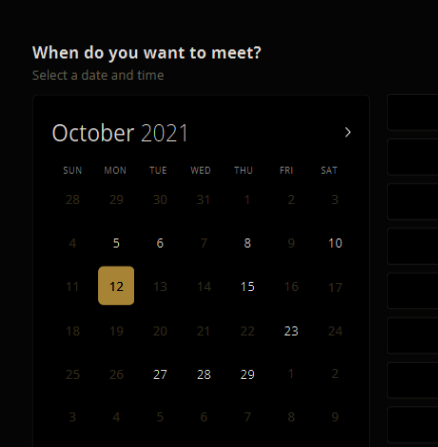 When do you want to meet?
Select a date and time
October 2021
SUN MON TUE WED THU FRI SAT
28 29 30 31 1 2 3
4 5 6 7 8 9 10
11 12 13 14 15 16 17
18 19 20 21 22 23 24
25 26 27 28 29 1 2
3 4 5 6 7 8 9